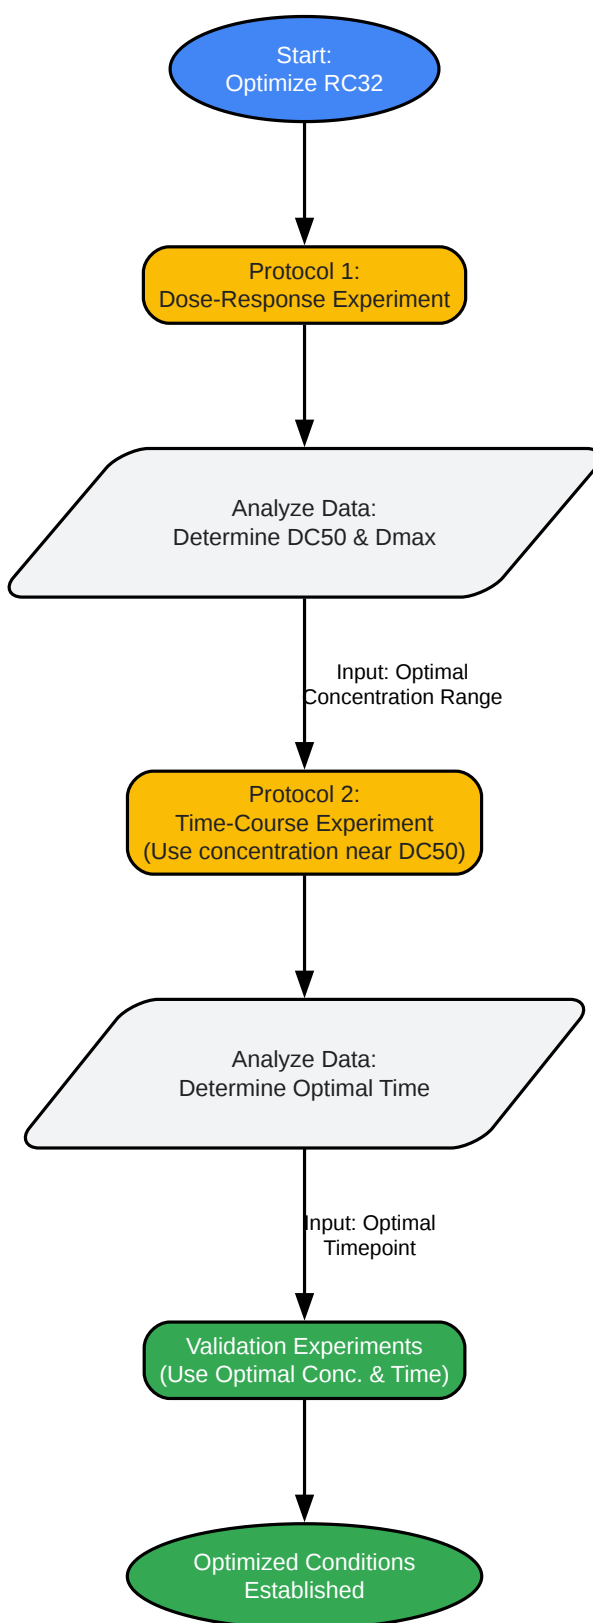 Start:
Optimize RC32
Protocol 1:
Dose-Response Experiment
Analyze Data:
Determine DC50 & Dmax
Input: Optimal
Concentration Range
Protocol 2:
Time-Course Experiment
(Use concentration near DC50)
Analyze Data:
Determine Optimal Time
Input: Optimal
Timepoint
Validation Experiments
(Use Optimal Conc. & Time)
Optimized Conditions
Established